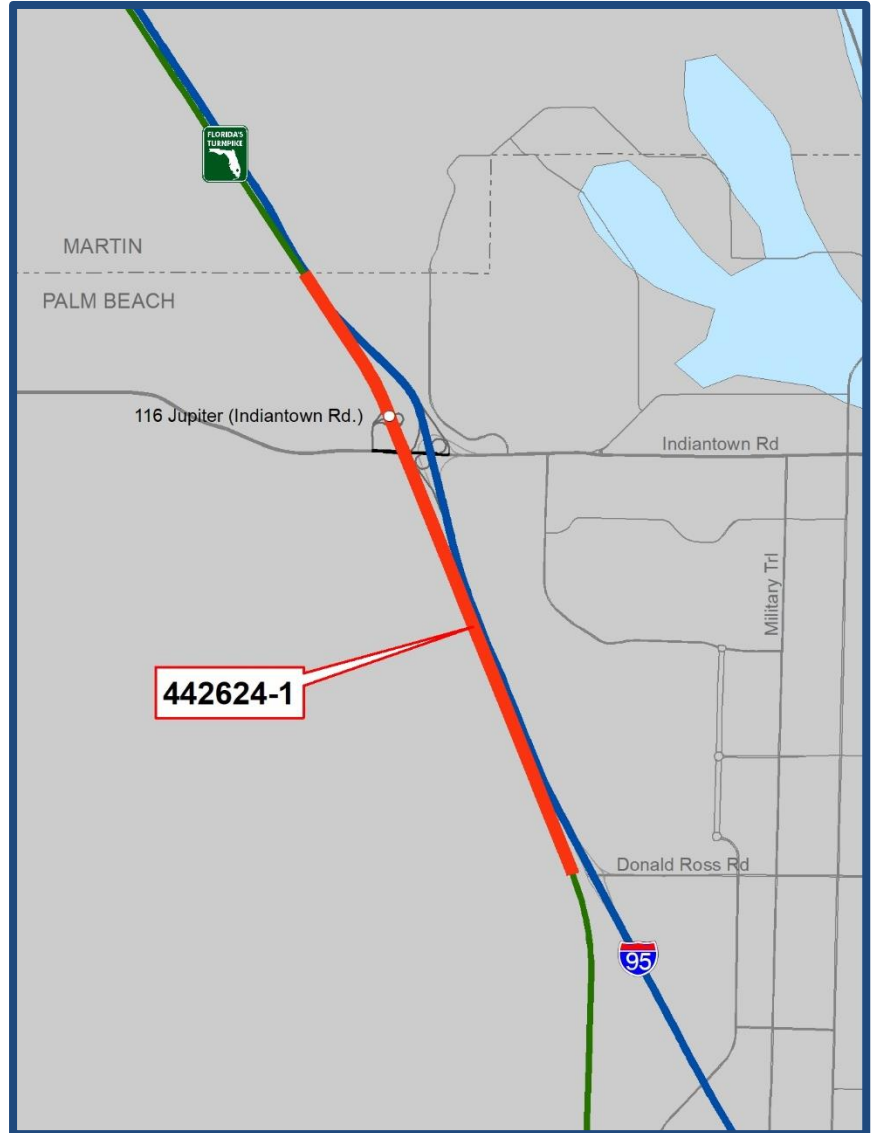 FLORIDA'S
TURNPIKE
MARTIN
PALM BEACH
116 Jupiter (Indiantown Rd.)
Indiantown Rd
Military Trl
442624-1
Donald Ross Rd
95